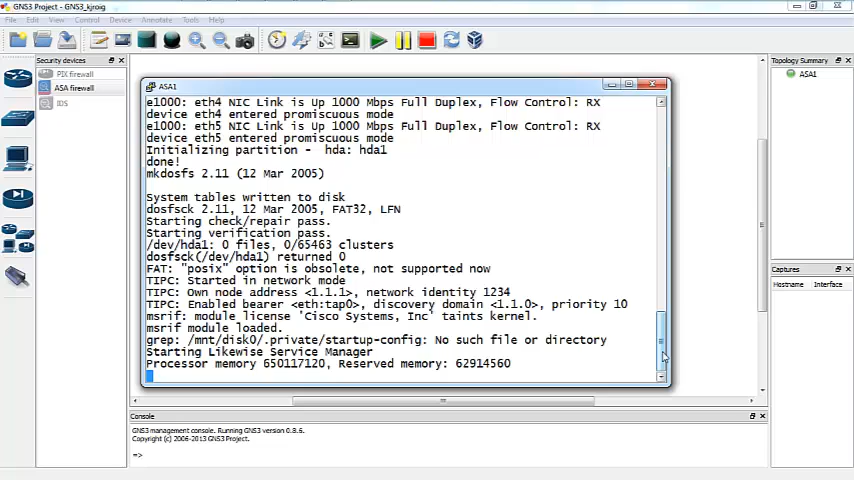 GNS3 Project - GNS3_kjroig
File Edit View Control Device Annotate Tools Help
Security devices
PIX firewall
ASA firewall
IDS
ASA1
e1000: eth4 NIC Link is Up 1000 Mbps Full Duplex, Flow Control: RX
device eth4 entered promiscuous mode
e1000: eth5 NIC Link is Up 1000 Mbps Full Duplex, Flow Control: RX
device eth5 entered promiscuous mode
Initializing partition - hda: hda1
done!
mkdosfs 2.11 (12 Mar 2005)
System tables written to disk
dosfsck 2.11, 12 Mar 2005, FAT32, LFN
Starting check/repair pass.
Starting verification pass.
/dev/hda1: 0 files, 0/65463 clusters
dosfsck(/dev/hda1) returned 0
FAT: "posix" option is obsolete, not supported now
TIPC: Started in network mode
TIPC: Own node address <1.1.1>, network identity 1234
TIPC: Enabled bearer <eth:tap0>, discovery domain <1.1.0>, priority 10
msrif: module license 'Cisco Systems, Inc' taints kernel.
msrif module loaded.
grep: /mnt/disk0/.private/startup-config: No such file or directory
Starting Likewise Service Manager
Processor memory 650117120, Reserved memory: 62914560
Topology Summary
ASA1
Captures
Hostname Interface
Console
GNS3 management console. Running GNS3 version 0.8.6.
Copyright (c) 2006-2013 GNS3 Project.
=>